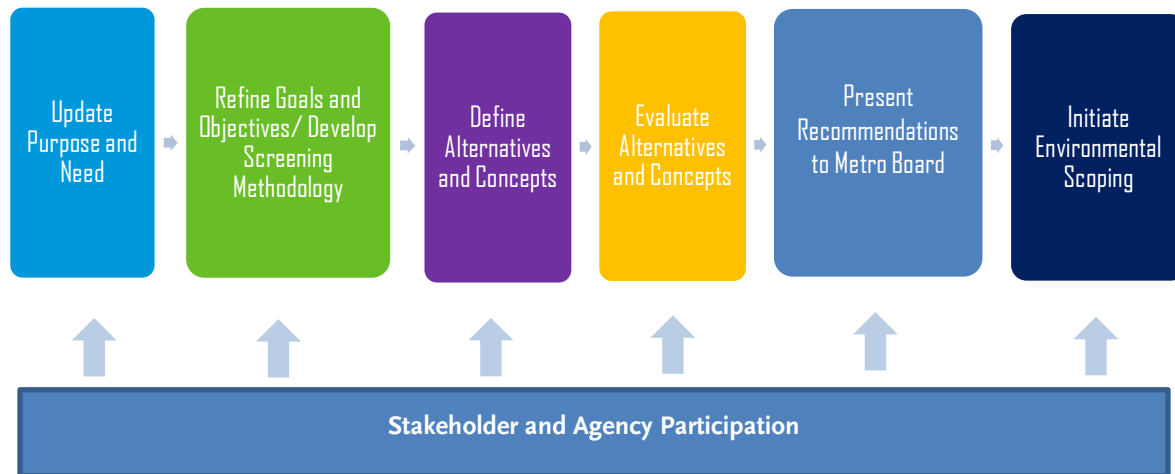 Update
Purpose and
Need
Refine Goals and
Objectives/ Develop
Screening
Methodology
Define
Alternatives
and Concepts
Evaluate
Alternatives
and Concepts
Present
Recommendations
to Metro Board
Initiate
Environmental
Scoping
Stakeholder and Agency Participation